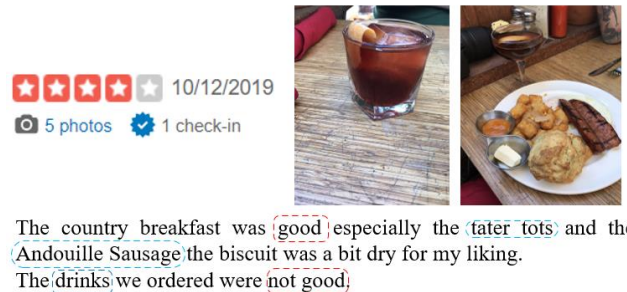 10/12/2019
5 photos 1 check-in
The country breakfast was good especially the tater tots and the
Andouille Sausage the biscuit was a bit dry for my liking.
The drinks we ordered were not good.